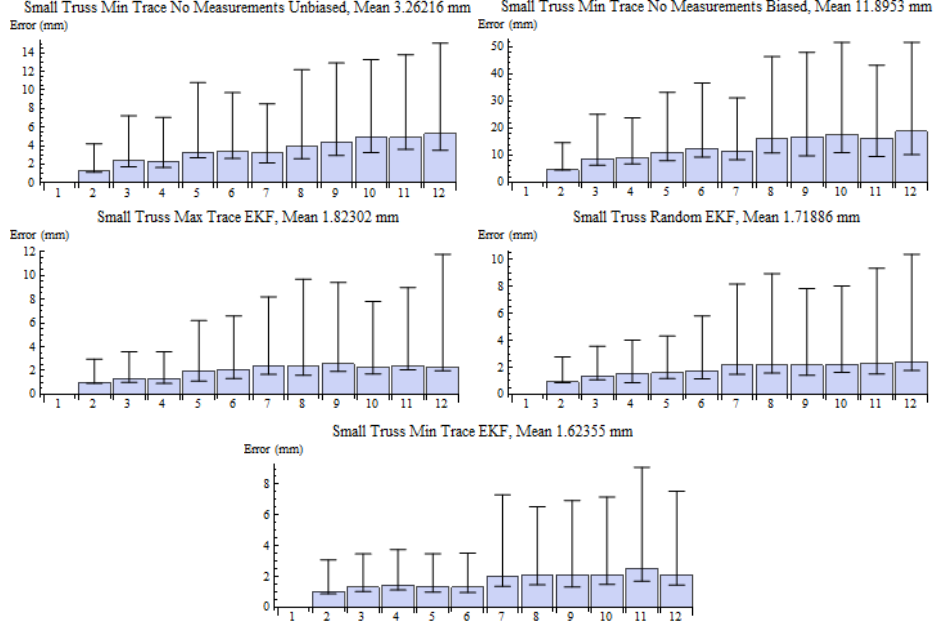 Small Truss Min Trace No Measurements Unbiased, Mean 3.26216 mm
Error (mm)
14
12
10
8
6
4
2
0
1 2 3 4 5 6 7 8 9 10 11 12
Small Truss Min Trace No Measurements Biased, Mean 11.8953 mm
Error (mm)
50
40
30
20
10
0
1 2 3 4 5 6 7 8 9 10 11 12
Small Truss Max Trace EKF, Mean 1.82302 mm
Error (mm)
12
10
8
6
4
2
0
1 2 3 4 5 6 7 8 9 10 11 12
Small Truss Random EKF, Mean 1.71886 mm
Error (mm)
10
8
6
4
2
0
1 2 3 4 5 6 7 8 9 10 11 12
Small Truss Min Trace EKF, Mean 1.62355 mm
Error (mm)
8
6
4
2
0
1 2 3 4 5 6 7 8 9 10 11 12